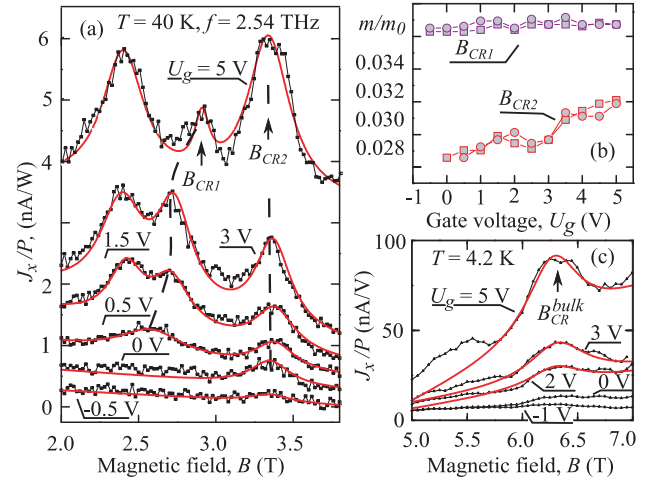 (a) T = 40 K, f = 2.54 THz
6
5
4
2
1
0
J_x/P, (nA/W)
U_g = 5 V
B_CR1
B_CR2
1.5 V
3 V
0.5 V
0 V
-0.5 V
2.0 2.5 3.0 3.5
Magnetic field, B (T)
m/m_0
0.036
0.030
0.028
B_CR1
B_CR2
(b)
-1 0 1 2 3 4 5
Gate voltage, U_g (V)
(c)
T = 4.2 K
100
50
0
J_x/P (nA/V)
U_g = 5 V
B_CR^bulk
3 V
2 V
0 V
-1 V
5.0 5.5 6.0 6.5 7.0
Magnetic field, B (T)